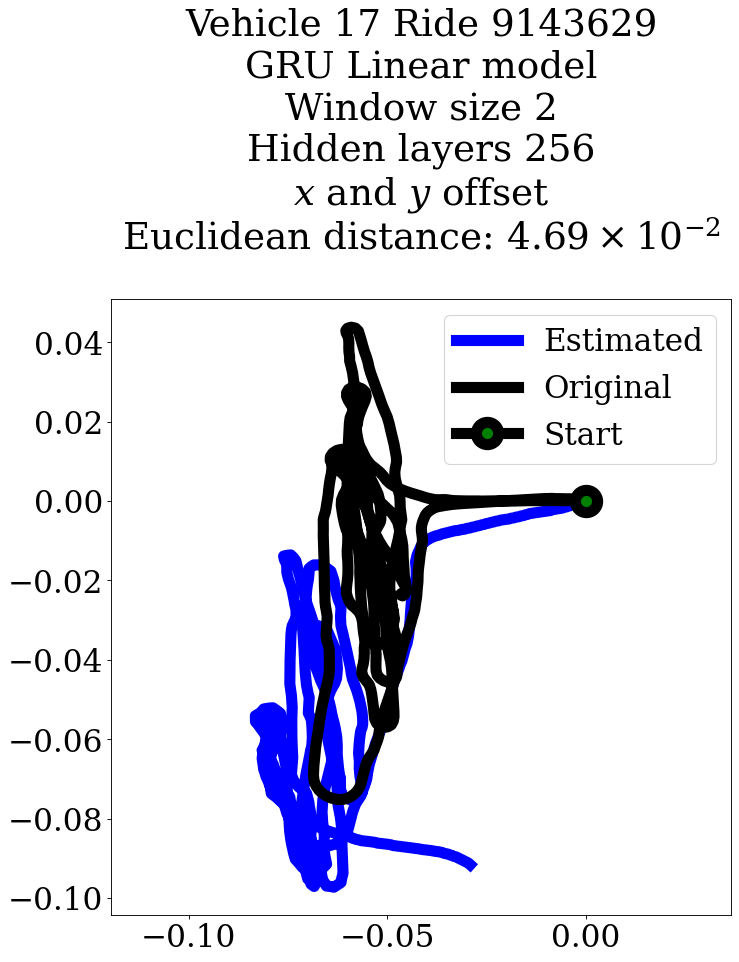 Vehicle 17 Ride 9143629
GRU Linear model
Window size 2
Hidden layers 256
x and y offset
Euclidean distance: 4.69 × 10⁻²
Estimated
Original
Start
0.04
0.02
0.00
−0.02
−0.04
−0.06
−0.08
−0.10
−0.10 −0.05 0.00